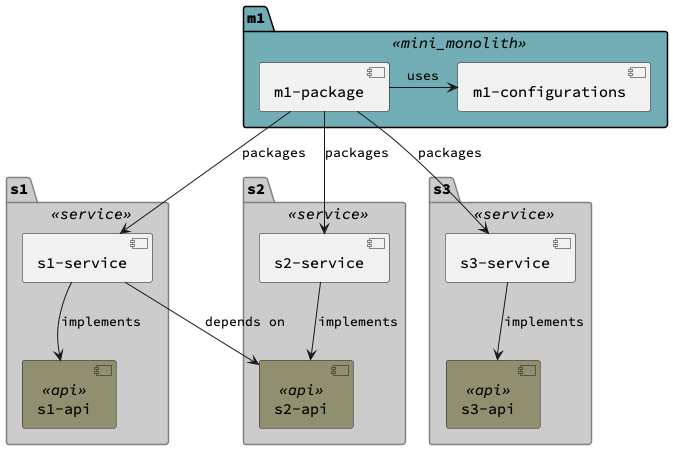 m1
«mini_monolith»
m1-package
uses
m1-configurations
packages
packages
packages
s1
«service»
s1-service
s2
«service»
s2-service
s3
«service»
s3-service
implements
depends on
implements
implements
«api»
s1-api
«api»
s2-api
«api»
s3-api